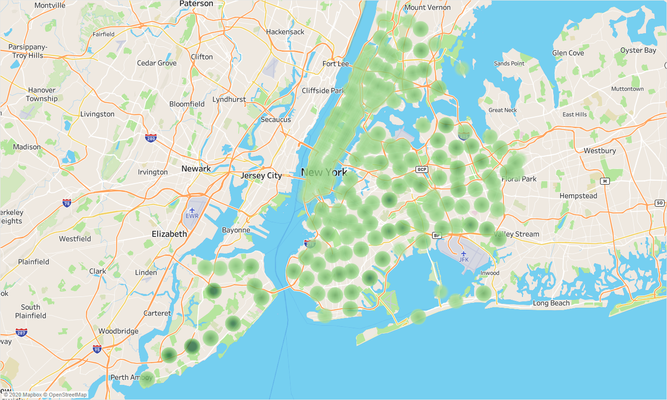 Montville
Paterson
Mount Vernon
Fairfield
Parsippany-
Troy Hills
Hackensack
Glen Cove
Oyster Bay
Clifton
Cedar Grove
Fort Lee
Sands Point
Hanover
Township
Bloomfield
Lyndhurst
Cliffside Park
Muttontown
Livingston
Secaucus
Great Neck
East Hills
Madison
Westbury
Irvington
Newark
Jersey City
New York
GCP
Floral Park
Hempstead
EWR
Westfield
Elizabeth
Bayonne
Valley Stream
JFK
Plainfield
Clark
Linden
Inwood
South
Plainfield
Carteret
Long Beach
Woodbridge
Perth Amboy
© 2020 Mapbox © OpenStreetMap